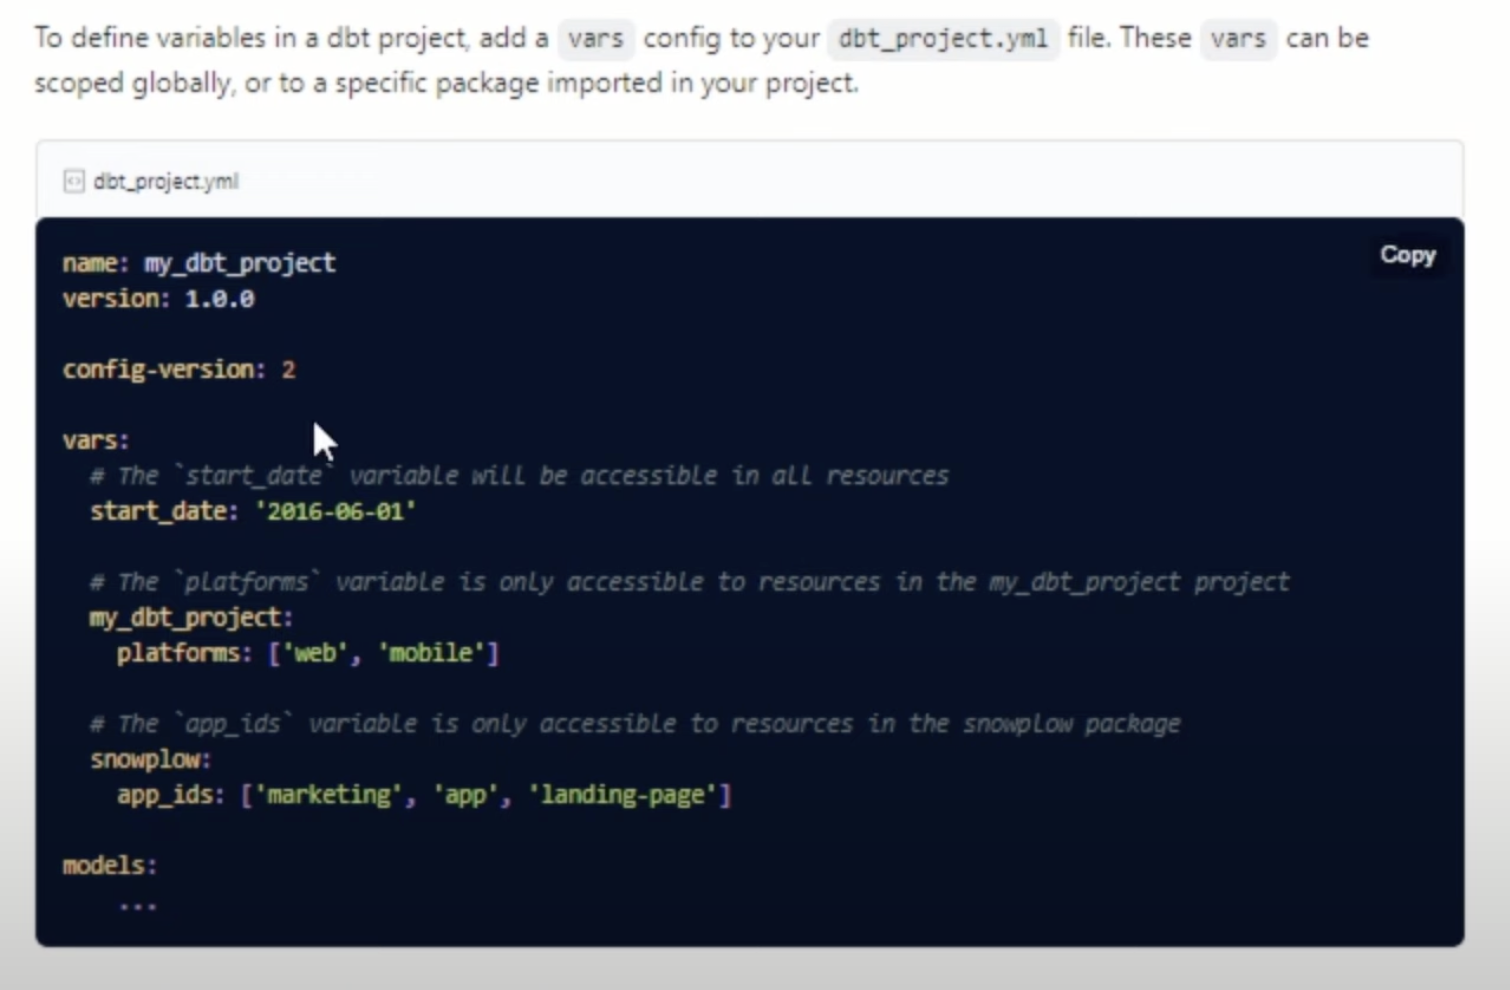 To define variables in a dbt project, add a vars config to your dbt_project.yml file. These vars can be
scoped globally, or to a specific package imported in your project.
dbt_project.yml
Copy
name: my_dbt_project
version: 1.0.0
config-version: 2
vars:
# The `start_date` variable will be accessible in all resources
start_date: '2016-06-01'
# The `platforms` variable is only accessible to resources in the my_dbt_project project
my_dbt_project:
platforms: ['web', 'mobile']
# The `app_ids` variable is only accessible to resources in the snowplow package
snowplow:
app_ids: ['marketing', 'app', 'landing-page']
models:
...